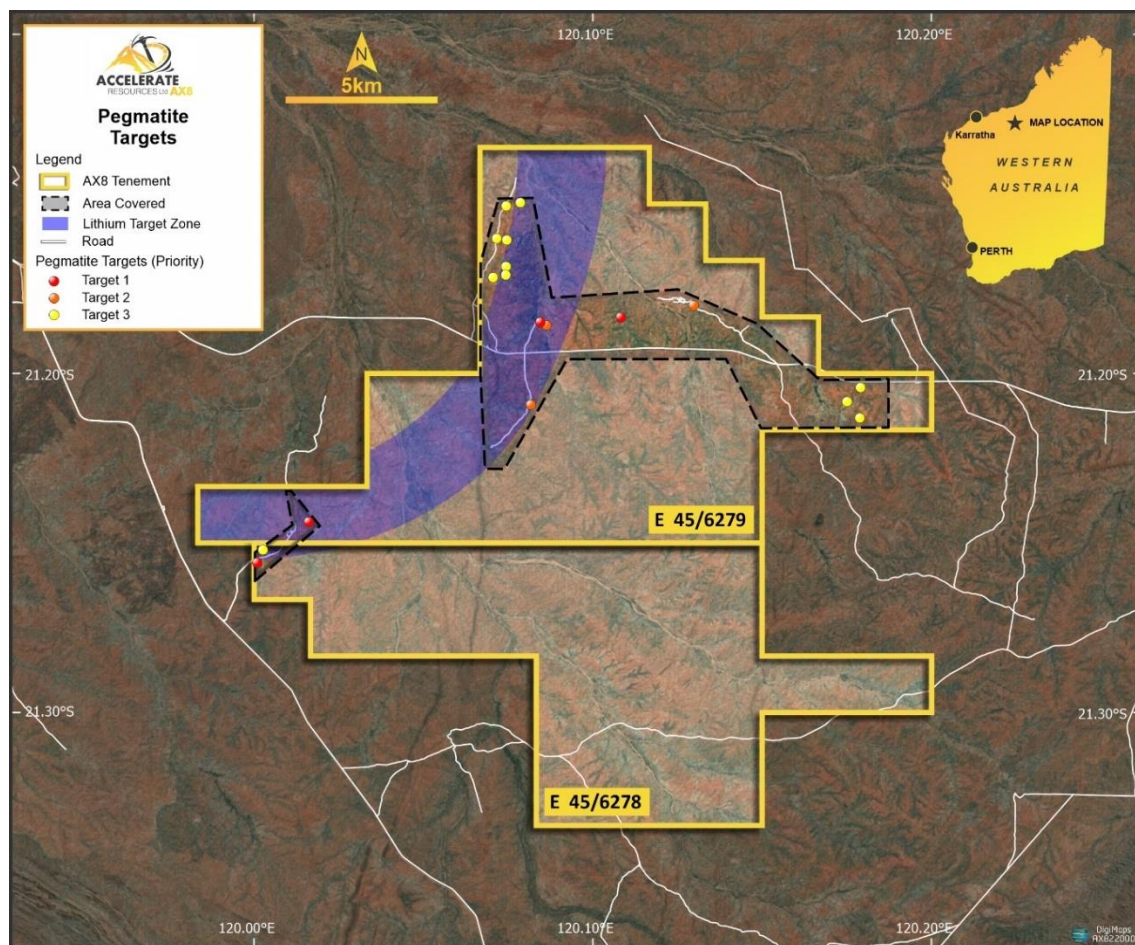 ACCELERATE
RESOURCES Ltd AX8
Pegmatite
Targets
Legend
AX8 Tenement
Area Covered
Lithium Target Zone
Road
Pegmatite Targets (Priority)
Target 1
Target 2
Target 3
N
5km
120.10°E
120.20°E
Karratha
MAP LOCATION
WESTERN
AUSTRALIA
PERTH
21.20°S
21.20°S
E 45/6279
21.30°S
21.30°S
E 45/6278
120.00°E
120.10°E
120.20°E
DigiMaps
AX822000